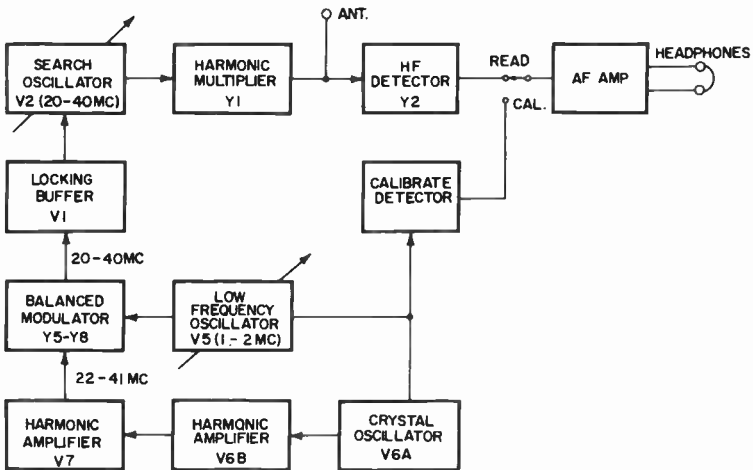 ANT.
SEARCH
OSCILLATOR
V2 (20-40MC)
HARMONIC
MULTIPLIER
Y1
HF
DETECTOR
Y2
READ
CAL.
AF AMP
HEADPHONES
LOCKING
BUFFER
V1
CALIBRATE
DETECTOR
20-40MC
BALANCED
MODULATOR
Y5-Y8
LOW
FREQUENCY
OSCILLATOR
V5 (1-2MC)
22-41MC
HARMONIC
AMPLIFIER
V7
HARMONIC
AMPLIFIER
V6B
CRYSTAL
OSCILLATOR
V6A